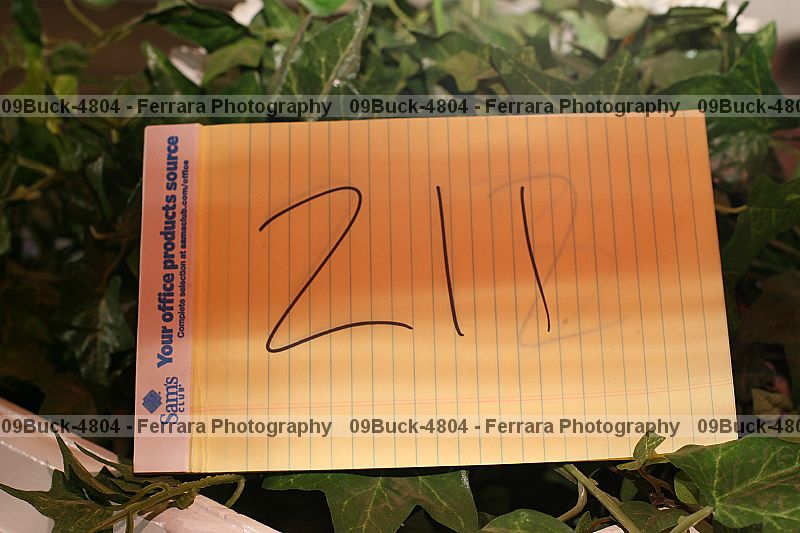 09Buck-4804 - Ferrara Photography 09Buck-4804 - Ferrara Photography 09Buck-480
Your office products source
Complete selection at samsclub.com/office
Sam's
CLUB
211
09Buck-4804 - Ferrara Photography 09Buck-4804 - Ferrara Photography 09Buck-480